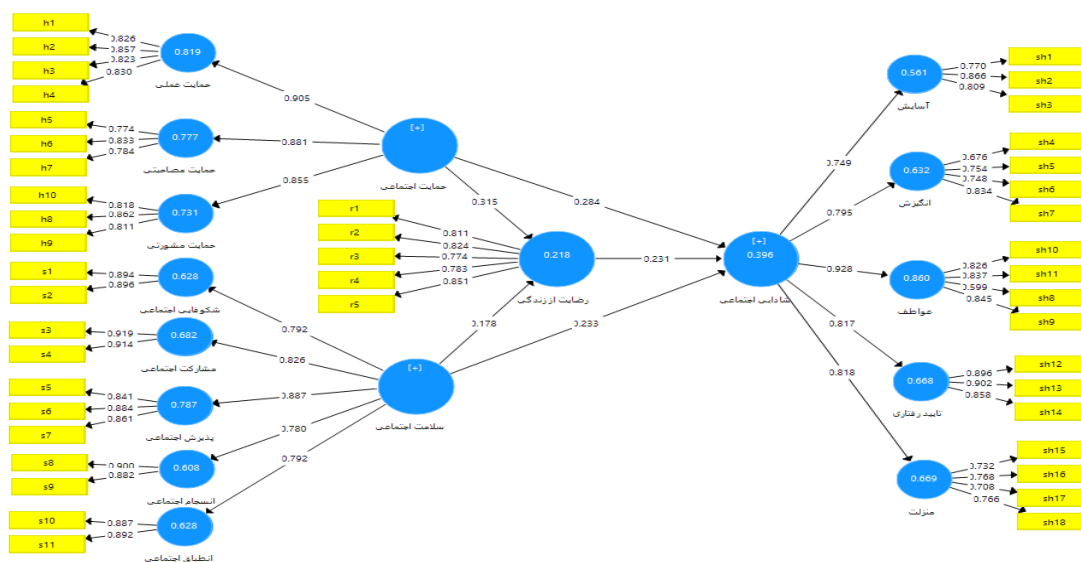 h1
h2
h3
h4
0.826
0.857
0.823
0.830
0.819
حمایت عملی
h5
h6
h7
0.774
0.833
0.784
0.777
حمایت مصاحبتی
h10
h8
h9
0.818
0.862
0.811
0.731
حمایت مشورتی
s1
s2
0.894
0.896
0.628
شکوفایی اجتماعی
s3
s4
0.919
0.914
0.682
مشارکت اجتماعی
s5
s6
s7
0.841
0.884
0.861
0.787
پذیرش اجتماعی
s8
s9
0.900
0.882
0.608
انسجام اجتماعی
s10
s11
0.887
0.892
0.628
انطباق اجتماعی
0.905
0.881
0.855
[+]
حمایت اجتماعی
0.792
0.826
0.887
0.780
0.792
[+]
سلامت اجتماعی
r1
r2
r3
r4
r5
0.811
0.824
0.774
0.783
0.851
0.315
0.178
0.218
رضایت از زندگی
0.284
0.231
0.233
[+]
0.396
شادابی اجتماعی
0.749
0.795
0.928
0.817
0.818
0.561
آسایش
0.770
0.866
0.809
sh1
sh2
sh3
0.632
انگیزش
0.676
0.754
0.748
0.834
sh4
sh5
sh6
sh7
0.860
عواطف
0.826
0.837
0.599
0.845
sh10
sh11
sh8
sh9
0.668
تایید رفتاری
0.896
0.902
0.858
sh12
sh13
sh14
0.669
منزلت
0.732
0.768
0.708
0.766
sh15
sh16
sh17
sh18